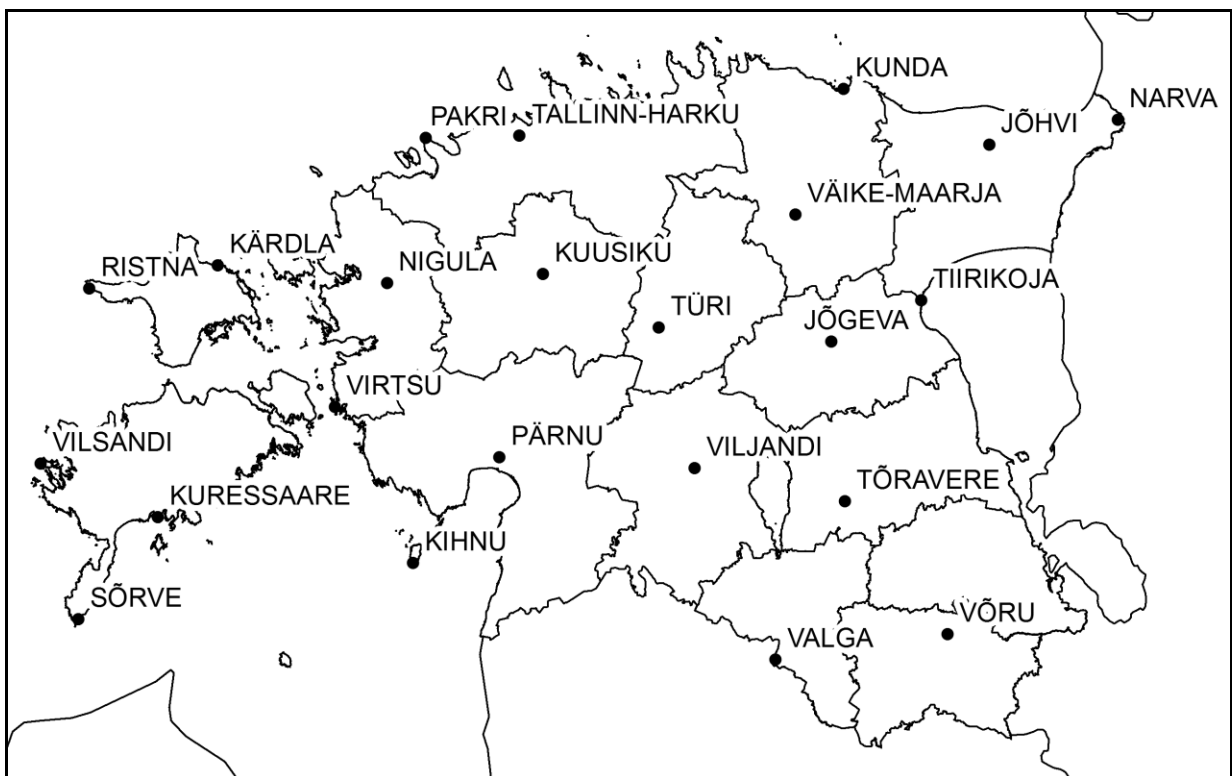 KUNDA
NARVA
PAKRI
TALLINN-HARKU
JÕHVI
VÄIKE-MAARJA
KÄRDLA
RISTNA
NIGULA
KUUSIKU
TIIRIKOJA
TÜRI
JÕGEVA
VIRTSU
VILSANDI
PÄRNU
VILJANDI
KURESSAARE
TÕRAVERE
KIHNU
SÕRVE
VALGA
VÕRU